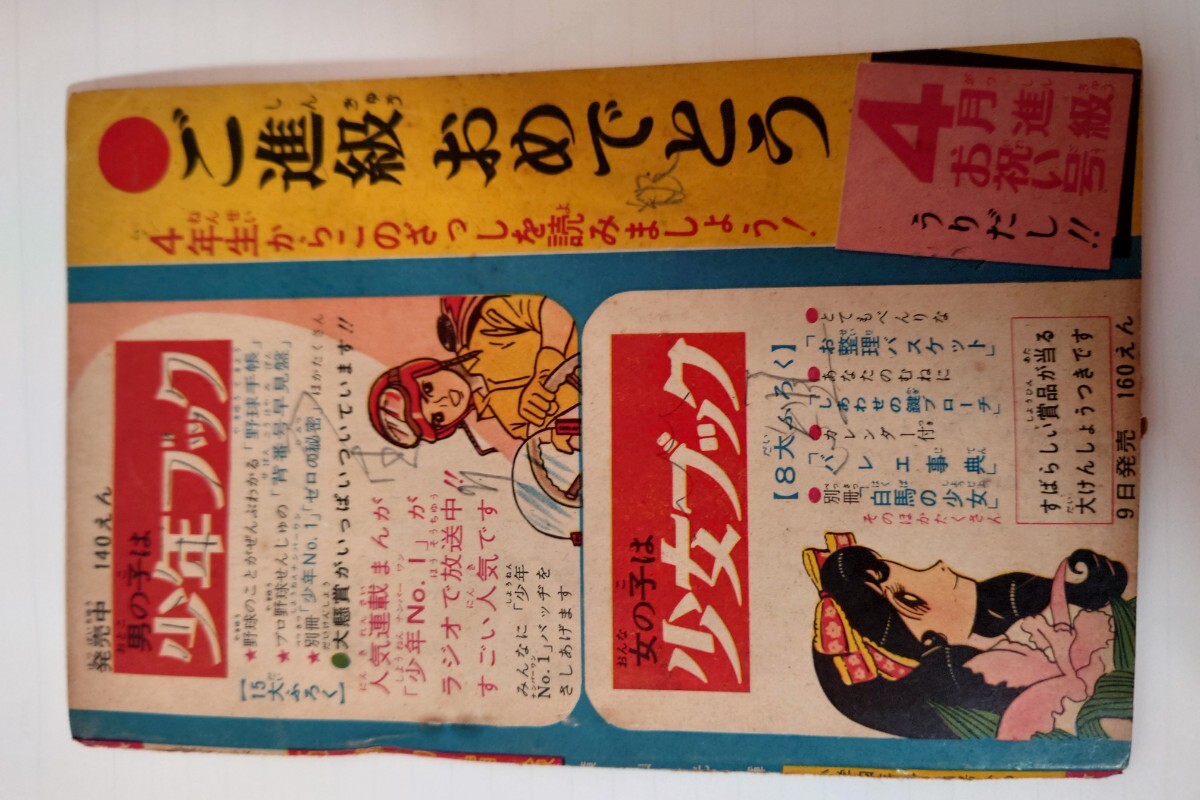 ご進級おめでとう
4年生からこのざっしを読みましょう!
4月
お祝い号
進級
うりだし!!
発売中 140えん
男の子は
少年ブック
【15大ふろく】
★野球のことがぜんぶわかる「野球手帳」
★プロ野球せんしゅの「背番号早見盤」
★別冊「少年No.1」「ゼロの秘密」ほかたくさん
●大懸賞がいっぱいついています!!
人気連載まんが
「少年No.1」が
ラジオで放送中!!
すごい人気です
みんなに「少年
No.1」バッヂを
さしあげます
女の子は
少女ブック
【8大ふろく】
●とてもべんりな
「お整理バスケット」
●あなたのむねに
「しあわせの鍵ブローチ」
●カレンダー付
「バレエ事典」
●別冊「白馬の少女」
そのほかたくさん
すばらしい賞品が当る
大けんしょうつきです
9日発売 160えん